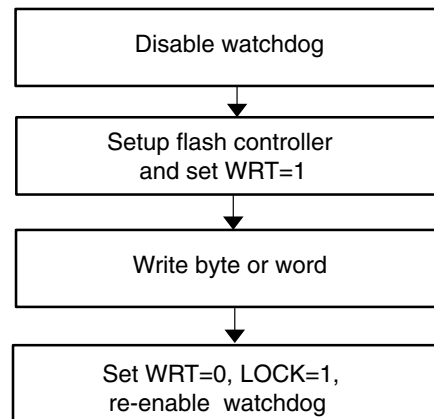 Disable watchdog
Setup flash controller
and set WRT=1
Write byte or word
Set WRT=0, LOCK=1,
re-enable watchdog